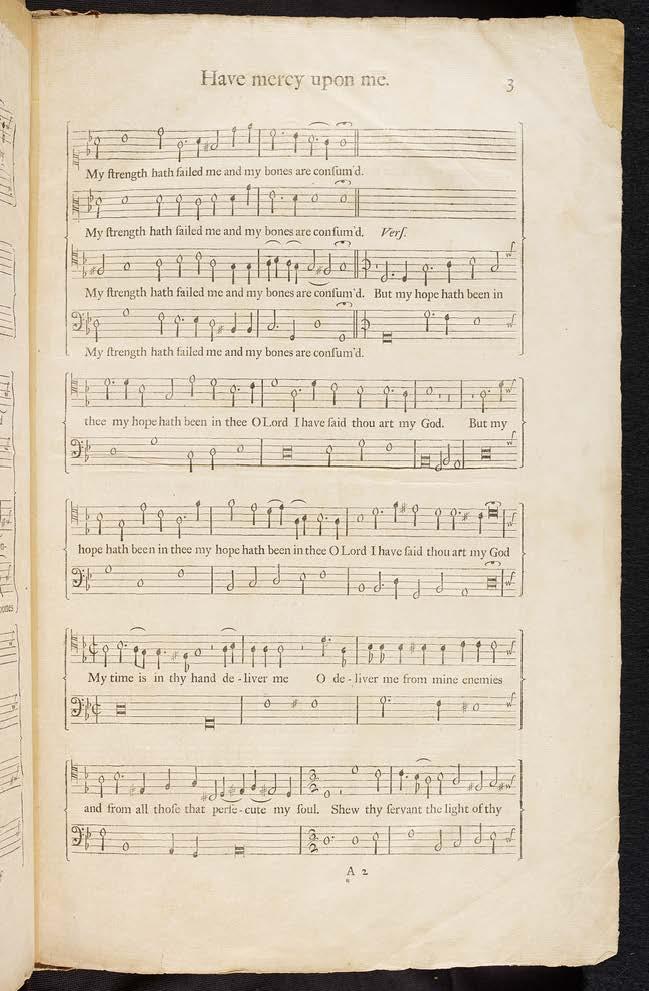 Have mercy upon me.
3
My ſtrength hath failed me and my bones are conſum'd.
My ſtrength hath failed me and my bones are conſum'd. Verſ.
My ſtrength hath failed me and my bones are conſum'd. But my hope hath been in
My ſtrength hath failed me and my bones are conſum'd.
thee my hope hath been in thee O Lord I have ſaid thou art my God. But my
hope hath been in thee my hope hath been in thee O Lord I have ſaid thou art my God
My time is in thy hand de - liver me O de - liver me from mine enemies
and from all thoſe that perſe - cute my ſoul. Shew thy ſervant the light of thy
A 2